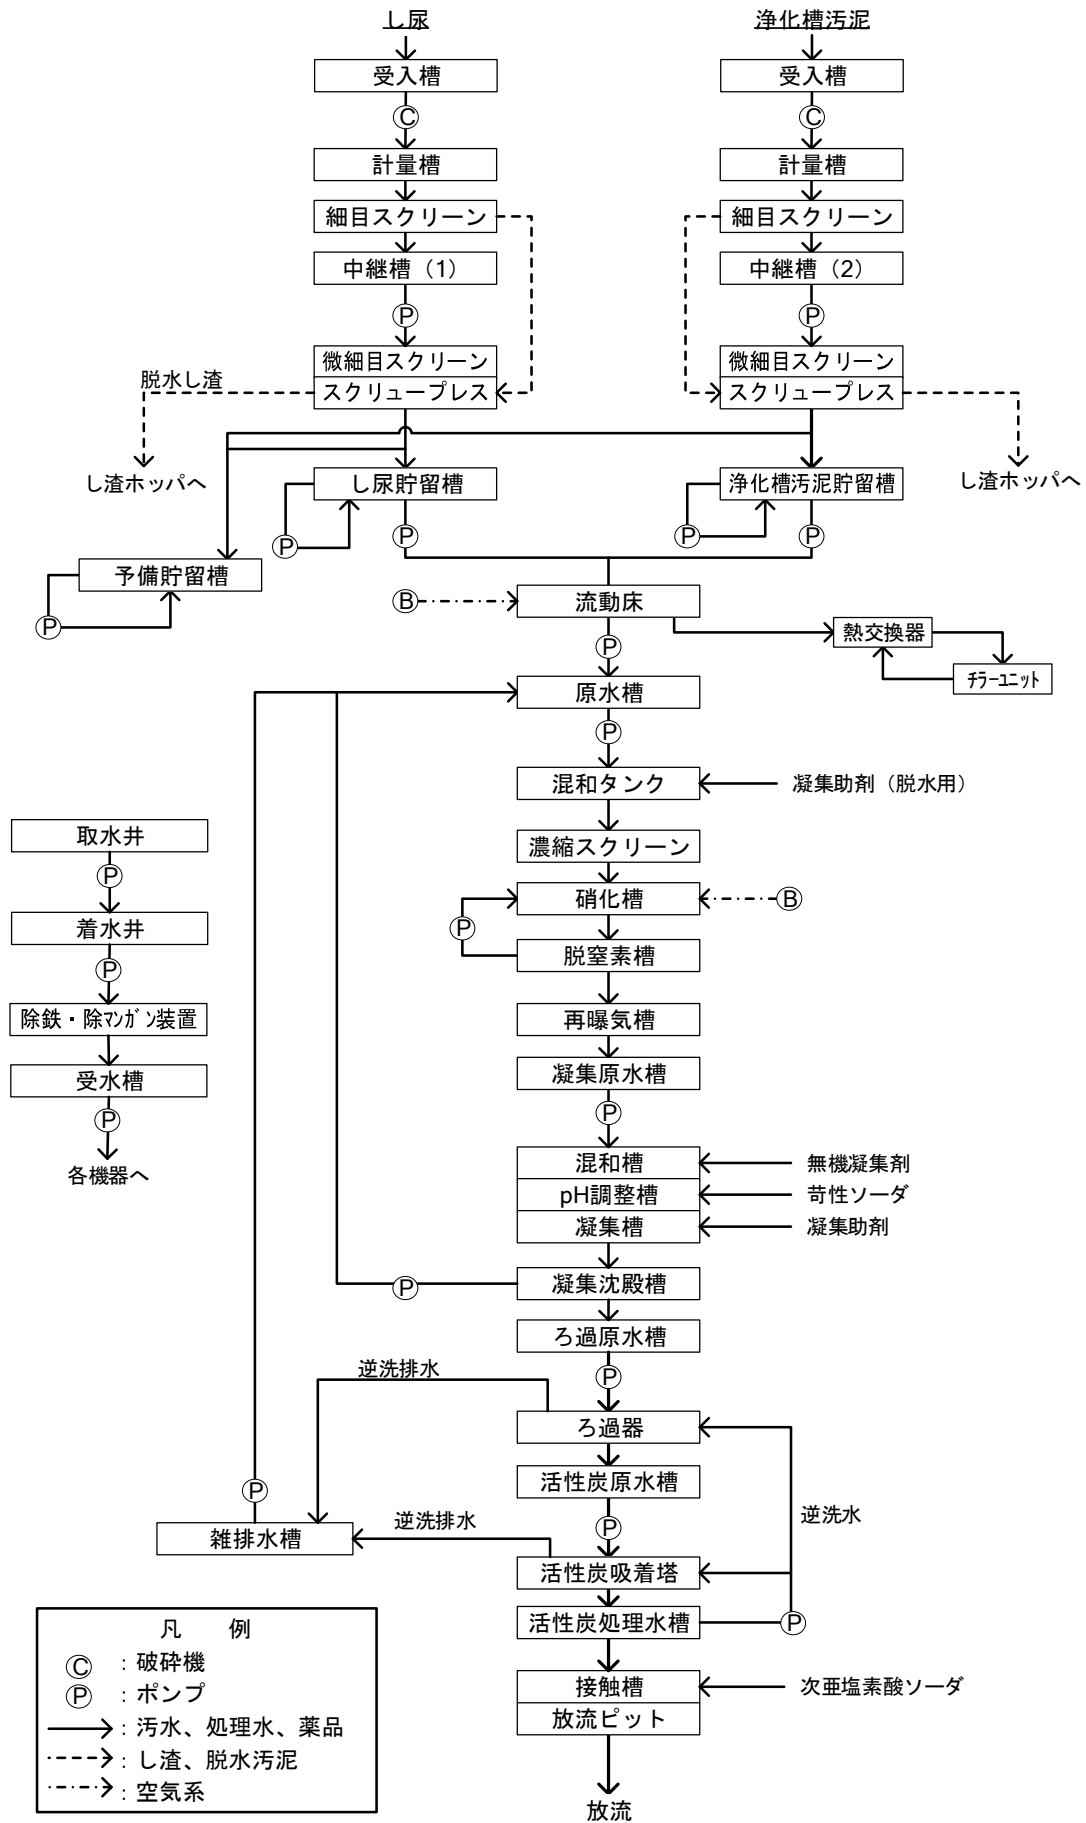 し尿
浄化槽汚泥
受入槽
受入槽
C
C
計量槽
計量槽
細目スクリーン
細目スクリーン
中継槽（1）
中継槽（2）
P
P
微細目スクリーン
微細目スクリーン
脱水し渣
スクリュープレス
スクリュープレス
し渣ホッパへ
し尿貯留槽
浄化槽汚泥貯留槽
し渣ホッパへ
P
P
P
P
予備貯留槽
P
B
流動床
熱交換器
P
チラーユニット
原水槽
P
混和タンク
凝集助剤（脱水用）
取水井
濃縮スクリーン
P
硝化槽
B
着水井
P
脱窒素槽
P
除鉄・除マンガン装置
再曝気槽
受水槽
凝集原水槽
P
P
各機器へ
混和槽
無機凝集剤
pH調整槽
苛性ソーダ
凝集槽
凝集助剤
凝集沈殿槽
P
ろ過原水槽
逆洗排水
P
ろ過器
活性炭原水槽
P
逆洗排水
P
逆洗水
雑排水槽
活性炭吸着塔
活性炭処理水槽
P
凡　例
C：破砕機
P：ポンプ
：汚水、処理水、薬品
：し渣、脱水汚泥
：空気系
接触槽
次亜塩素酸ソーダ
放流ピット
放流